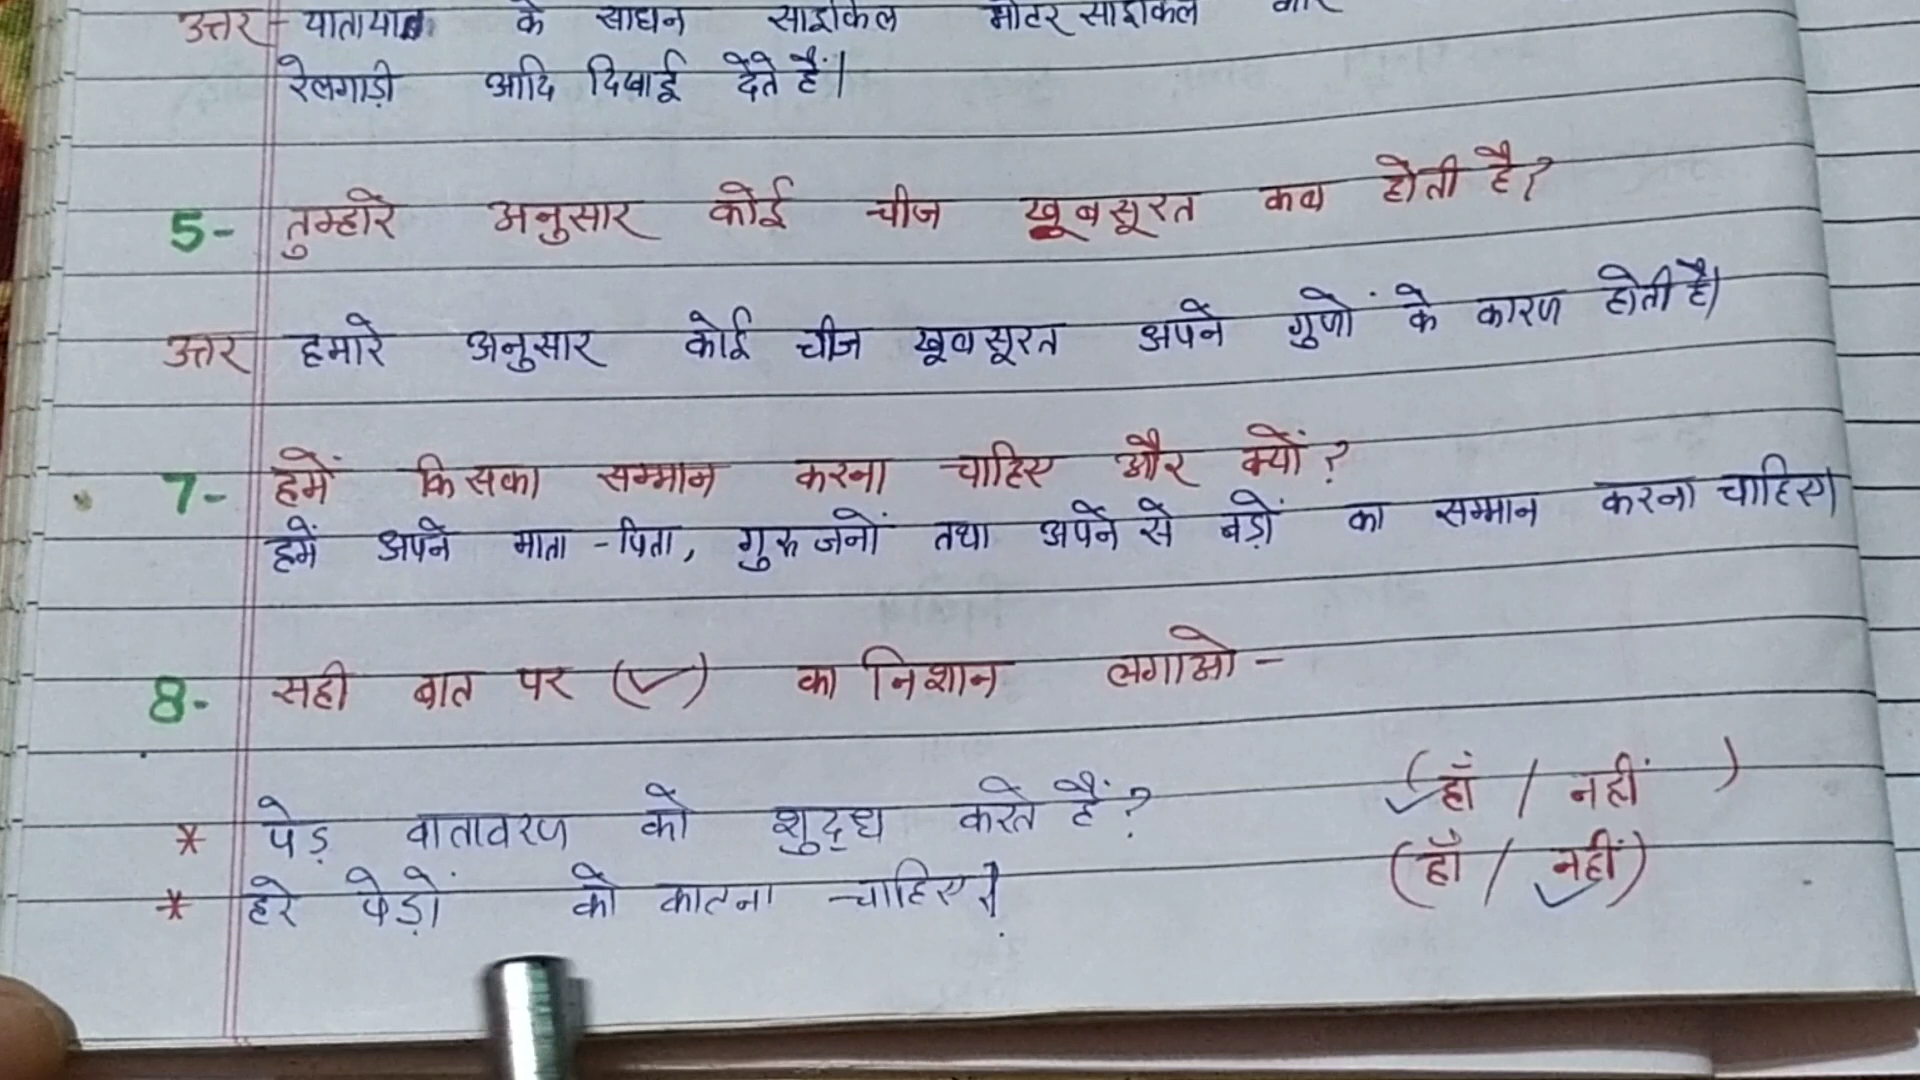 उत्तर - यातायात के साधन साइकिल मोटर साइकिल कार
रेलगाड़ी आदि दिखाई देते हैं।
5- तुम्हारे अनुसार कोई चीज खूबसूरत कब होती है?
उत्तर हमारे अनुसार कोई चीज खूबसूरत अपने गुणों के कारण होती है।
7- हमें किसका सम्मान करना चाहिए और क्यों?
हमें अपने माता-पिता, गुरुजनों तथा अपने से बड़ों का सम्मान करना चाहिए।
8- सही बात पर (✓) का निशान लगाओ -
* पेड़ वातावरण को शुद्ध करते हैं? (हाँ / नहीं)
* हरे पेड़ों को काटना चाहिए? (हाँ / नहीं)